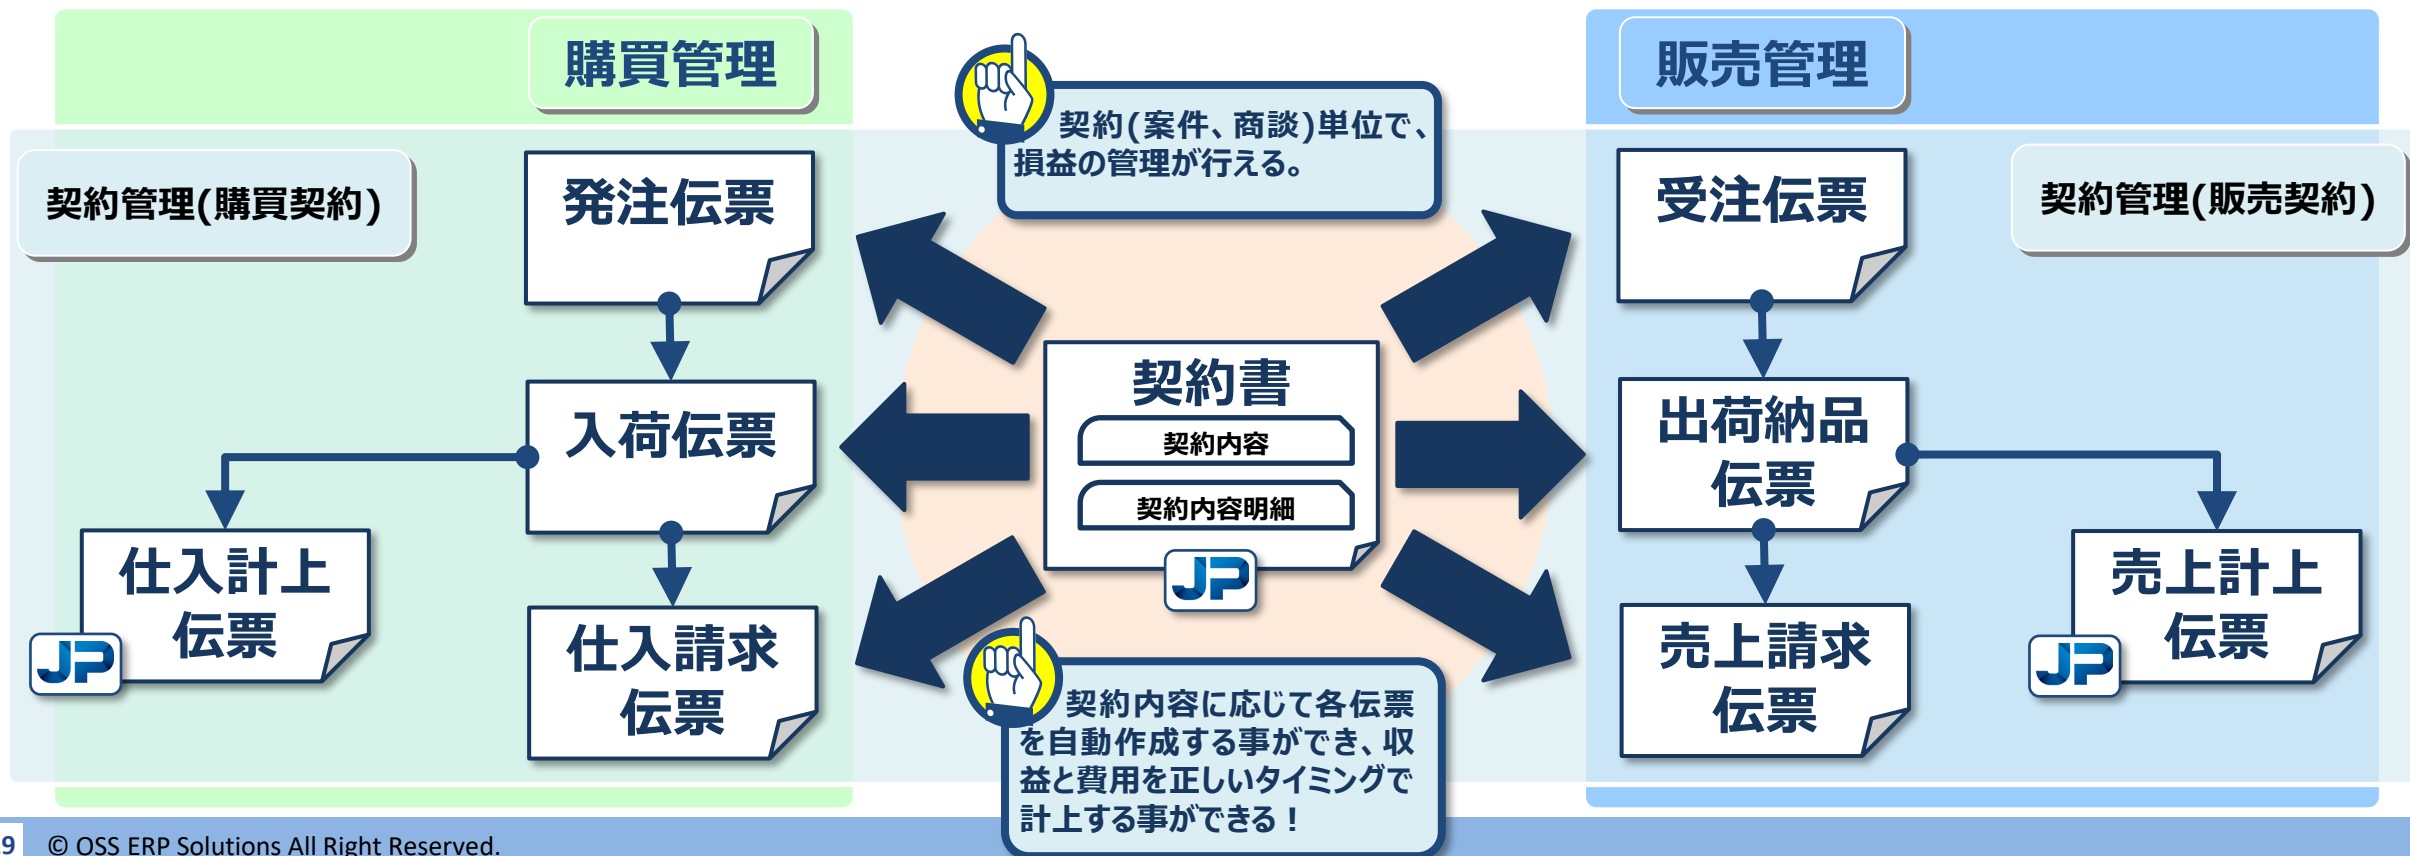 購買管理
販売管理
契約(案件、商談)単位で、
損益の管理が行える。
契約管理(購買契約)
発注伝票
受注伝票
契約管理(販売契約)
入荷伝票
契約書
契約内容
契約内容明細
JP
出荷納品
伝票
仕入計上
伝票
JP
仕入請求
伝票
売上請求
伝票
売上計上
伝票
JP
契約内容に応じて各伝票
を自動作成する事ができ、収
益と費用を正しいタイミングで
計上する事ができる！
9 © OSS ERP Solutions All Right Reserved.